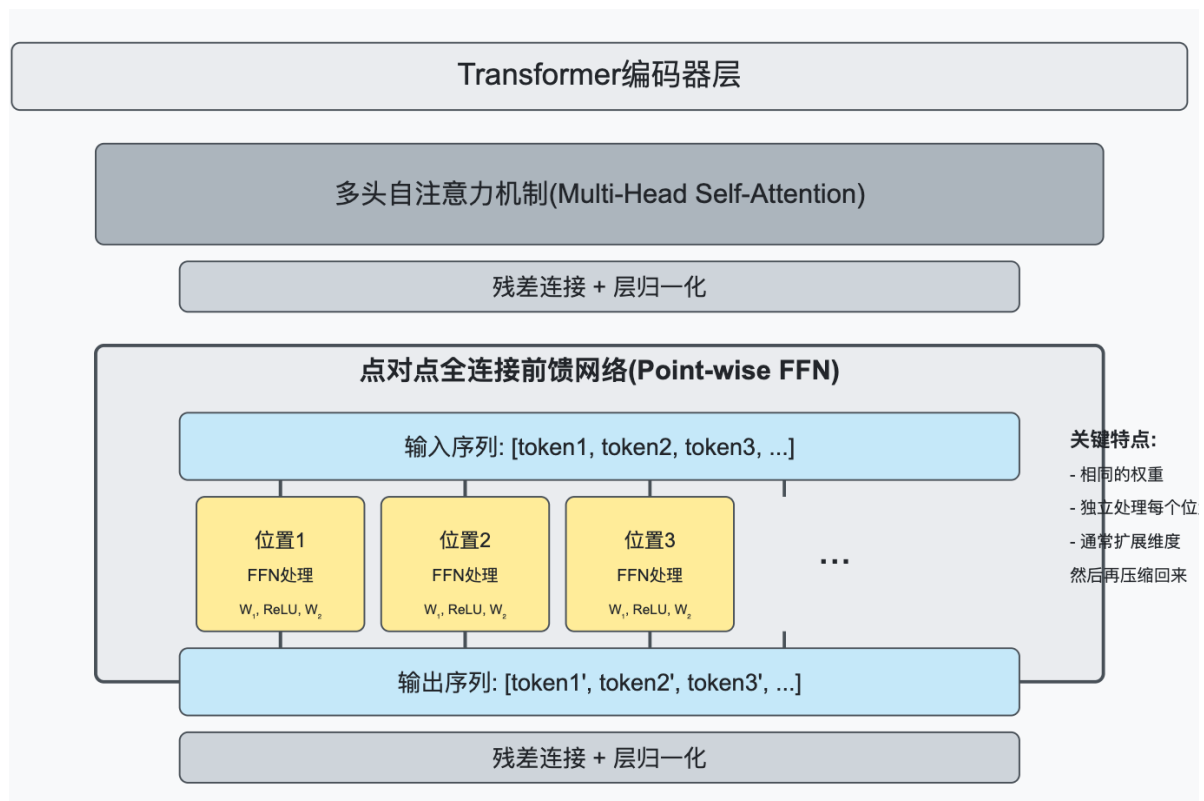 Transformer编码器层
多头自注意力机制(Multi-Head Self-Attention)
残差连接 + 层归一化
点对点全连接前馈网络(Point-wise FFN)
输入序列: [token1, token2, token3, ...]
位置1
FFN处理
W₁, ReLU, W₂
位置2
FFN处理
W₁, ReLU, W₂
位置3
FFN处理
W₁, ReLU, W₂
...
输出序列: [token1', token2', token3', ...]
残差连接 + 层归一化
关键特点:
- 相同的权重
- 独立处理每个位
- 通常扩展维度
然后再压缩回来